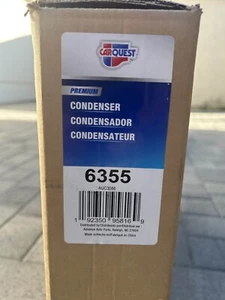 CARQUEST
PREMIUM
CONDENSER
CONDENSADOR
CONDENSATEUR
6355
1 92350 95816 9